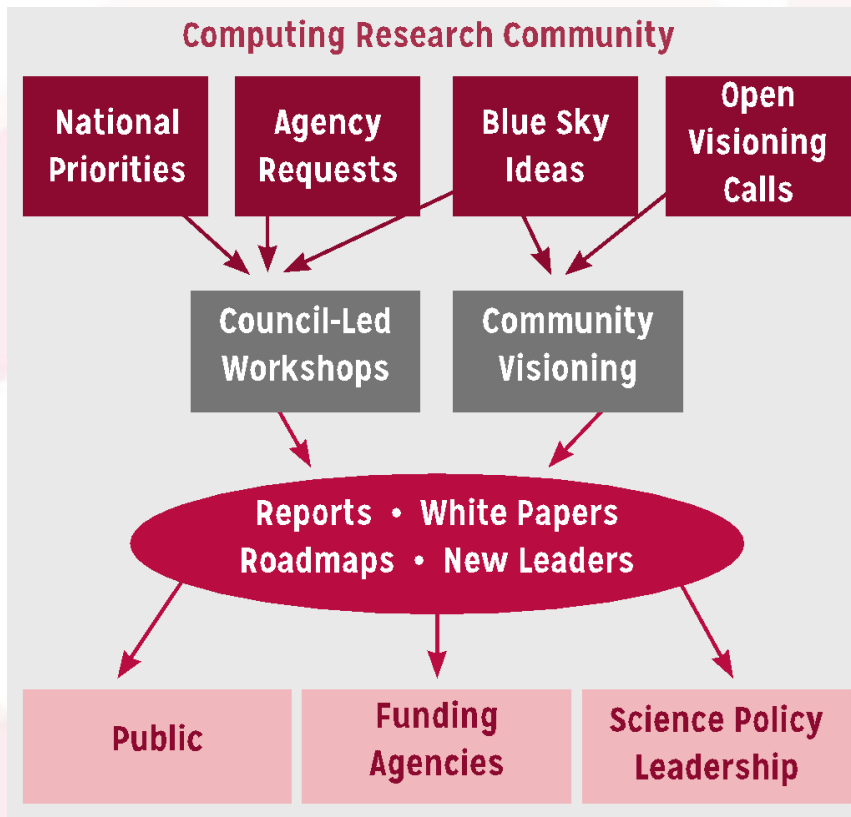 Computing Research Community
National
Priorities
Agency
Requests
Blue Sky
Ideas
Open
Visioning
Calls
Council-Led
Workshops
Community
Visioning
Reports • White Papers
Roadmaps • New Leaders
Public
Funding
Agencies
Science Policy
Leadership